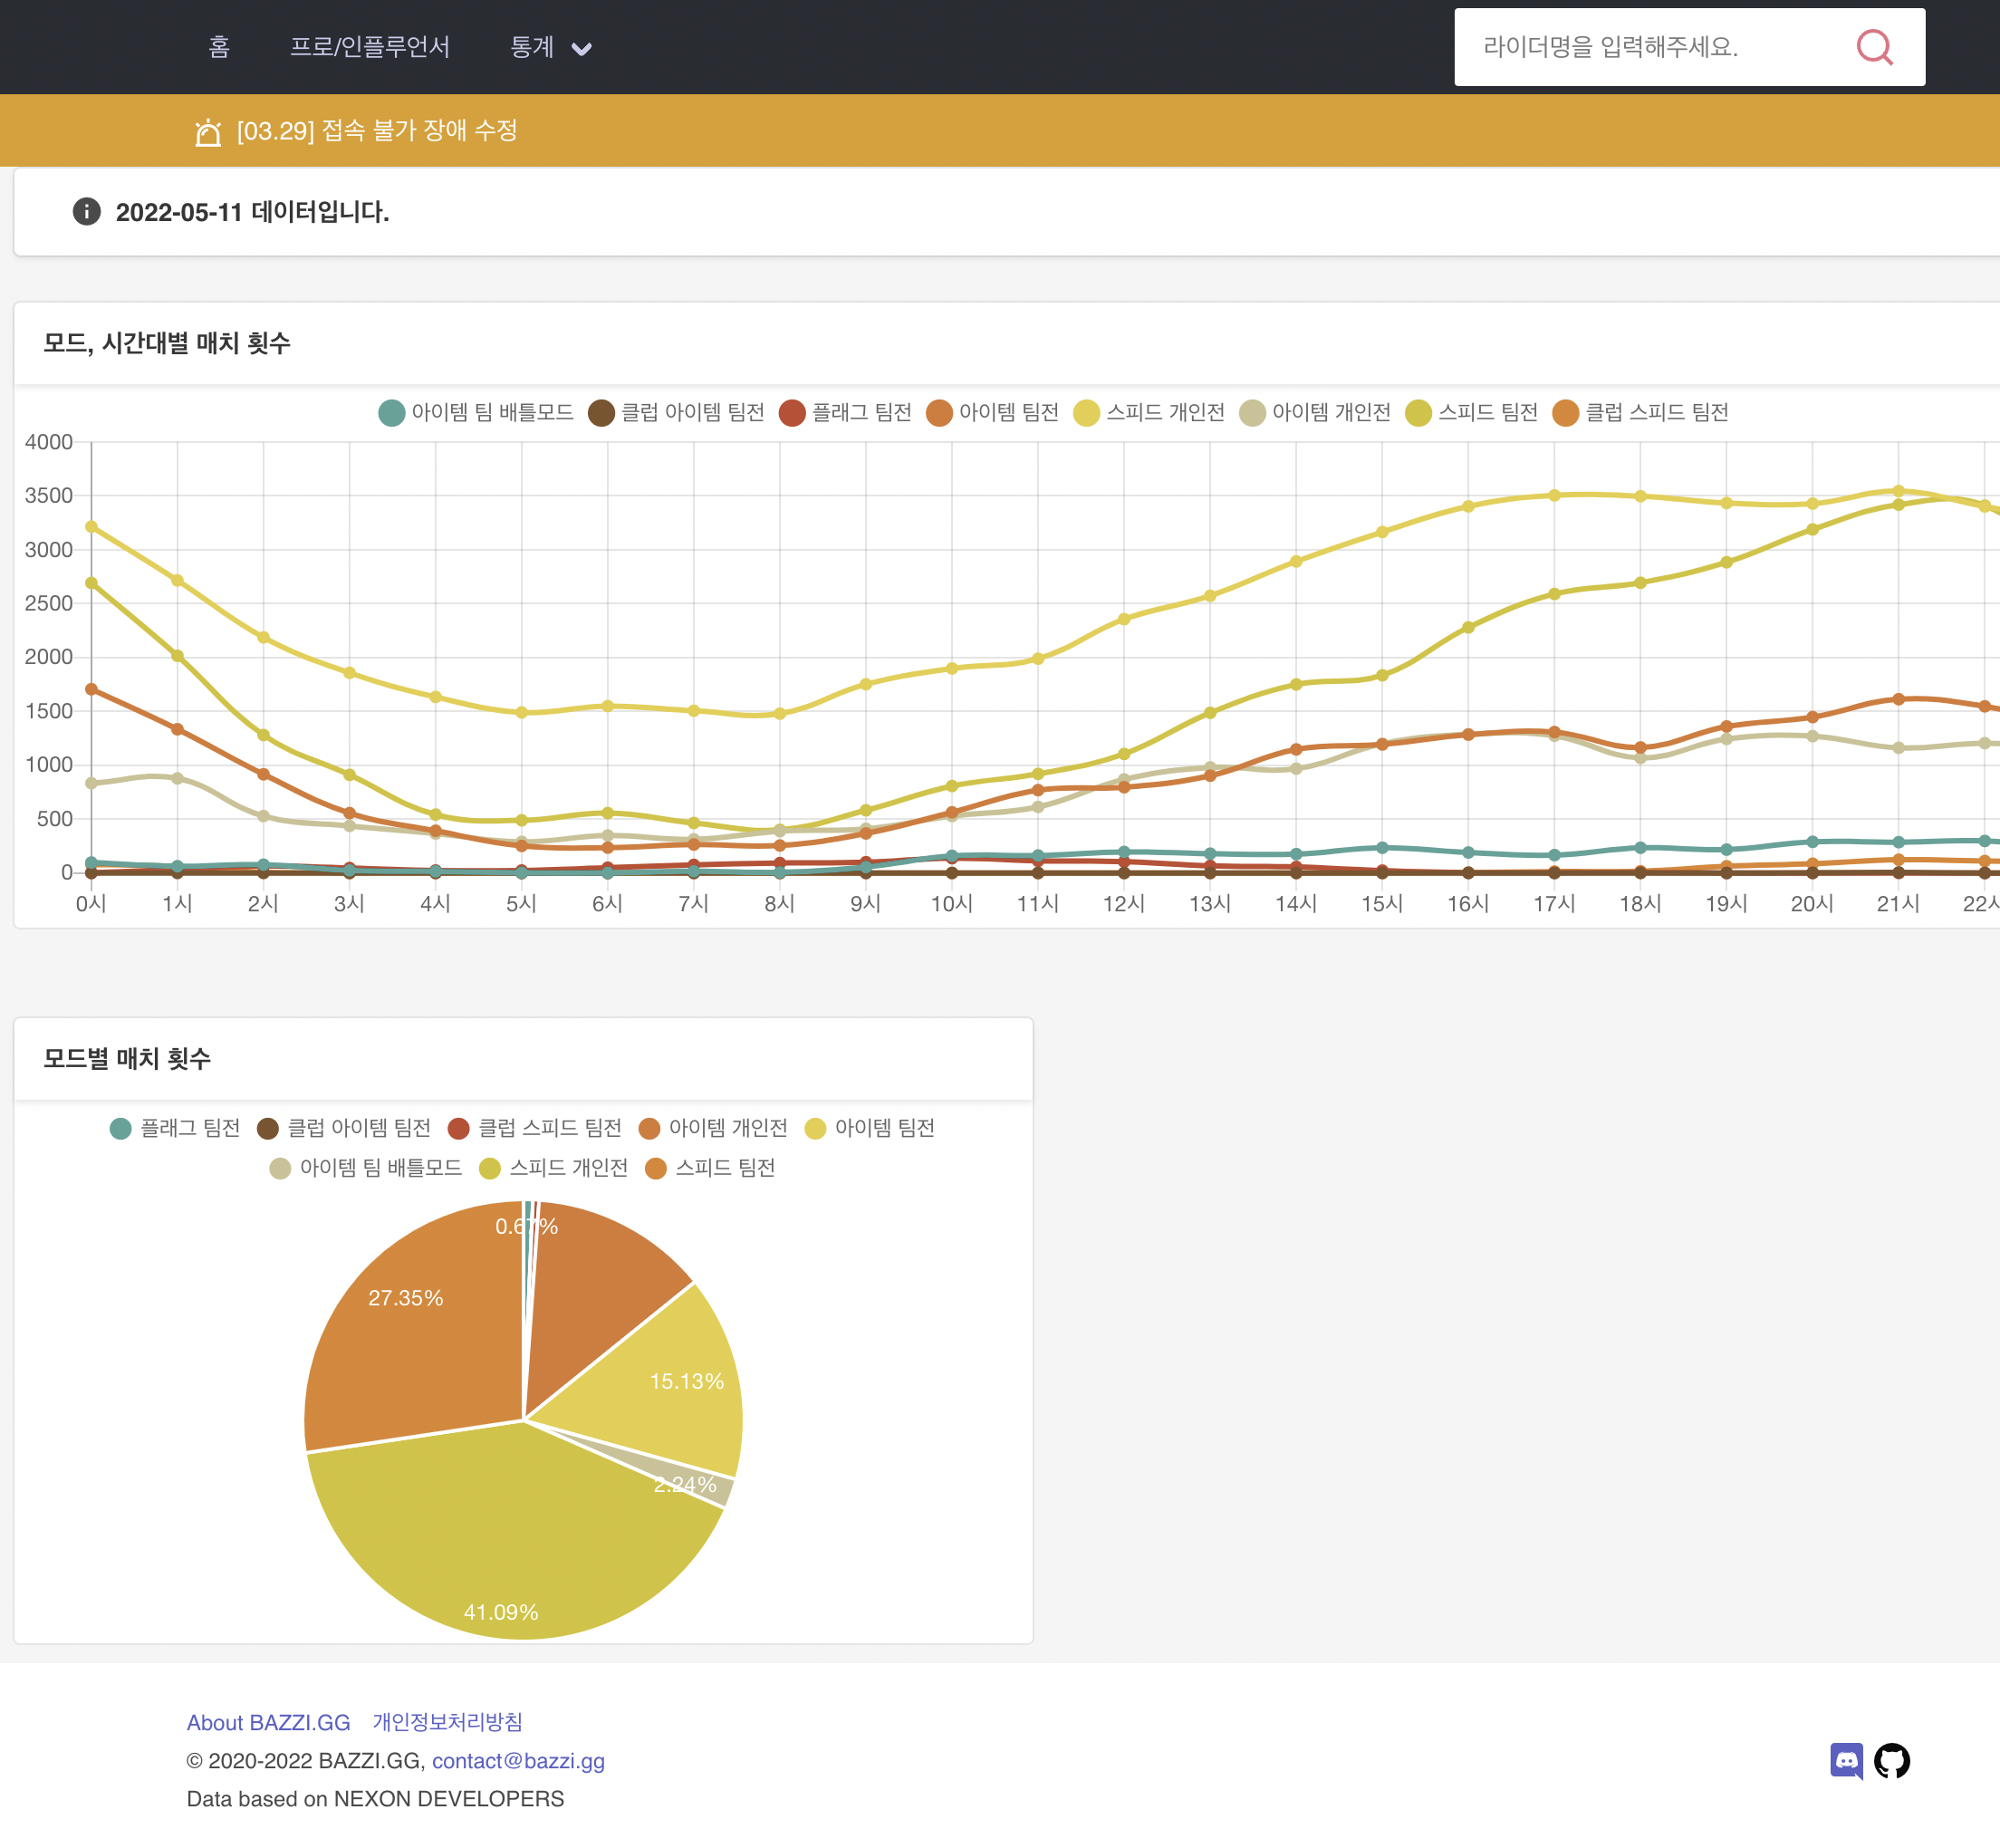 홈 프로/인플루언서 통계 라이더명을 입력해주세요.
[03.29] 접속 불가 장애 수정
2022-05-11 데이터입니다.
모드, 시간대별 매치 횟수
아이템 팀 배틀모드 클럽 아이템 팀전 플래그 팀전 아이템 팀전 스피드 개인전 아이템 개인전 스피드 팀전 클럽 스피드 팀전
4000
3500
3000
2500
2000
1500
1000
500
0
0시 1시 2시 3시 4시 5시 6시 7시 8시 9시 10시 11시 12시 13시 14시 15시 16시 17시 18시 19시 20시 21시 22시
모드별 매치 횟수
플래그 팀전 클럽 아이템 팀전 클럽 스피드 팀전 아이템 개인전 아이템 팀전
아이템 팀 배틀모드 스피드 개인전 스피드 팀전
0.67%
27.35%
15.13%
2.24%
41.09%
About BAZZI.GG 개인정보처리방침
© 2020-2022 BAZZI.GG, contact@bazzi.gg
Data based on NEXON DEVELOPERS